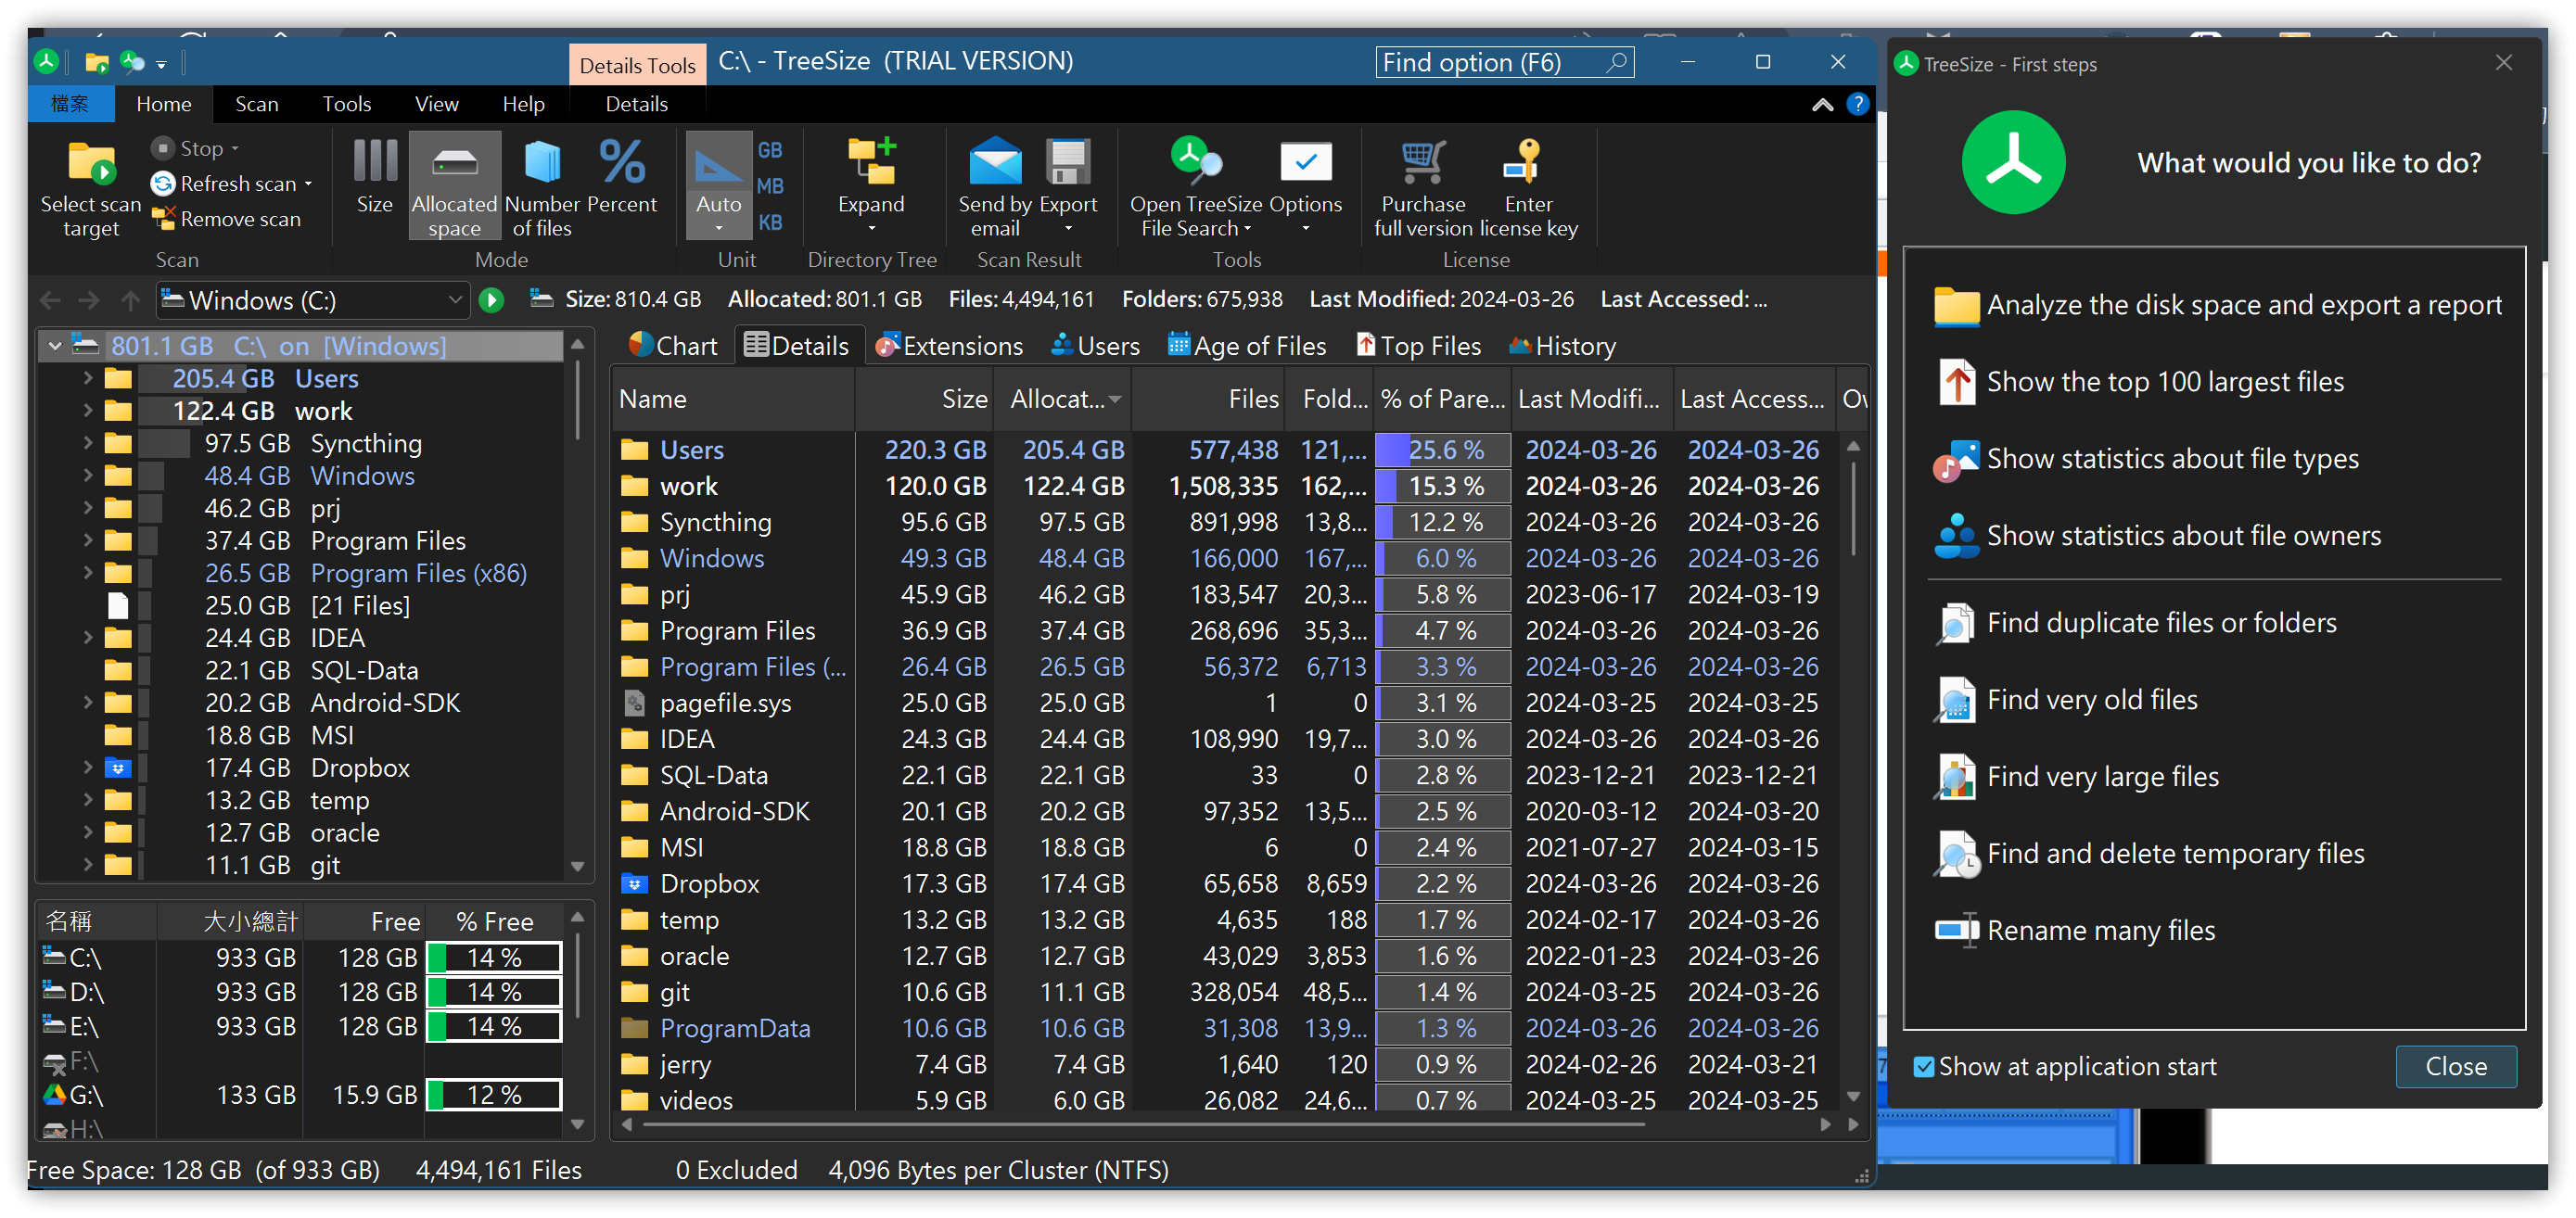 Details Tools
C:\ - TreeSize (TRIAL VERSION)
Find option (F6)
檔案
Home
Scan
Tools
View
Help
Details
Select scan target
Stop
Refresh scan
Remove scan
Scan
Size
Allocated space
Number of files
Percent
Mode
Auto
GB
MB
KB
Unit
Expand
Directory Tree
Send by email
Export
Scan Result
Open TreeSize File Search
Options
Tools
Purchase full version
Enter license key
License
Windows (C:)
Size: 810.4 GB Allocated: 801.1 GB Files: 4,494,161 Folders: 675,938 Last Modified: 2024-03-26 Last Accessed: ...
801.1 GB C:\ on [Windows]
205.4 GB Users
122.4 GB work
97.5 GB Syncthing
48.4 GB Windows
46.2 GB prj
37.4 GB Program Files
26.5 GB Program Files (x86)
25.0 GB [21 Files]
24.4 GB IDEA
22.1 GB SQL-Data
20.2 GB Android-SDK
18.8 GB MSI
17.4 GB Dropbox
13.2 GB temp
12.7 GB oracle
11.1 GB git
名稱 大小總計 Free % Free
C:\ 933 GB 128 GB 14 %
D:\ 933 GB 128 GB 14 %
E:\ 933 GB 128 GB 14 %
F:\
G:\ 133 GB 15.9 GB 12 %
H:\
Chart Details Extensions Users Age of Files Top Files History
Name Size Allocat... Files Fold... % of Pare... Last Modifi... Last Access... Ow
Users 220.3 GB 205.4 GB 577,438 121,... 25.6 % 2024-03-26 2024-03-26
work 120.0 GB 122.4 GB 1,508,335 162,... 15.3 % 2024-03-26 2024-03-26
Syncthing 95.6 GB 97.5 GB 891,998 13,8... 12.2 % 2024-03-26 2024-03-26
Windows 49.3 GB 48.4 GB 166,000 167,... 6.0 % 2024-03-26 2024-03-26
prj 45.9 GB 46.2 GB 183,547 20,3... 5.8 % 2023-06-17 2024-03-19
Program Files 36.9 GB 37.4 GB 268,696 35,3... 4.7 % 2024-03-26 2024-03-26
Program Files (... 26.4 GB 26.5 GB 56,372 6,713 3.3 % 2024-03-26 2024-03-26
pagefile.sys 25.0 GB 25.0 GB 1 0 3.1 % 2024-03-25 2024-03-25
IDEA 24.3 GB 24.4 GB 108,990 19,7... 3.0 % 2024-03-26 2024-03-26
SQL-Data 22.1 GB 22.1 GB 33 0 2.8 % 2023-12-21 2023-12-21
Android-SDK 20.1 GB 20.2 GB 97,352 13,5... 2.5 % 2020-03-12 2024-03-20
MSI 18.8 GB 18.8 GB 6 0 2.4 % 2021-07-27 2024-03-15
Dropbox 17.3 GB 17.4 GB 65,658 8,659 2.2 % 2024-03-26 2024-03-26
temp 13.2 GB 13.2 GB 4,635 188 1.7 % 2024-02-17 2024-03-26
oracle 12.7 GB 12.7 GB 43,029 3,853 1.6 % 2022-01-23 2024-03-26
git 10.6 GB 11.1 GB 328,054 48,5... 1.4 % 2024-03-25 2024-03-26
ProgramData 10.6 GB 10.6 GB 31,308 13,9... 1.3 % 2024-03-26 2024-03-26
jerry 7.4 GB 7.4 GB 1,640 120 0.9 % 2024-02-26 2024-03-21
videos 5.9 GB 6.0 GB 26,082 24,6... 0.7 % 2024-03-25 2024-03-25
Free Space: 128 GB (of 933 GB) 4,494,161 Files 0 Excluded 4,096 Bytes per Cluster (NTFS)
TreeSize - First steps
What would you like to do?
Analyze the disk space and export a report
Show the top 100 largest files
Show statistics about file types
Show statistics about file owners
Find duplicate files or folders
Find very old files
Find very large files
Find and delete temporary files
Rename many files
Show at application start
Close